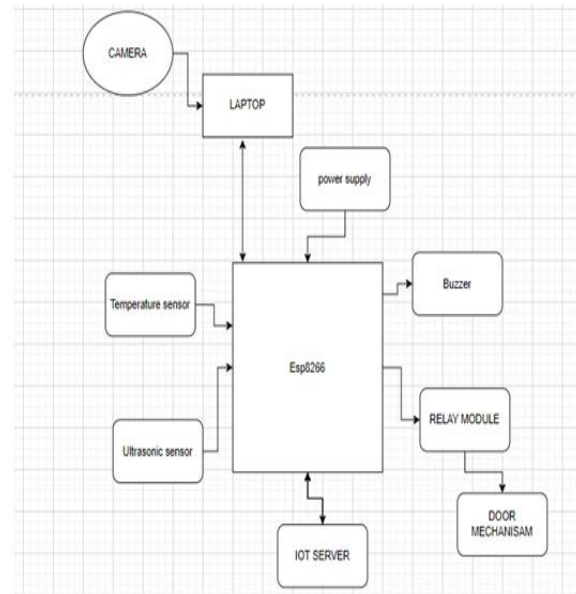 CAMERA
LAPTOP
power supply
Temperature sensor
Buzzer
Esp8266
RELAY MODULE
Ultrasonic sensor
DOOR
MECHANISAM
IOT SERVER